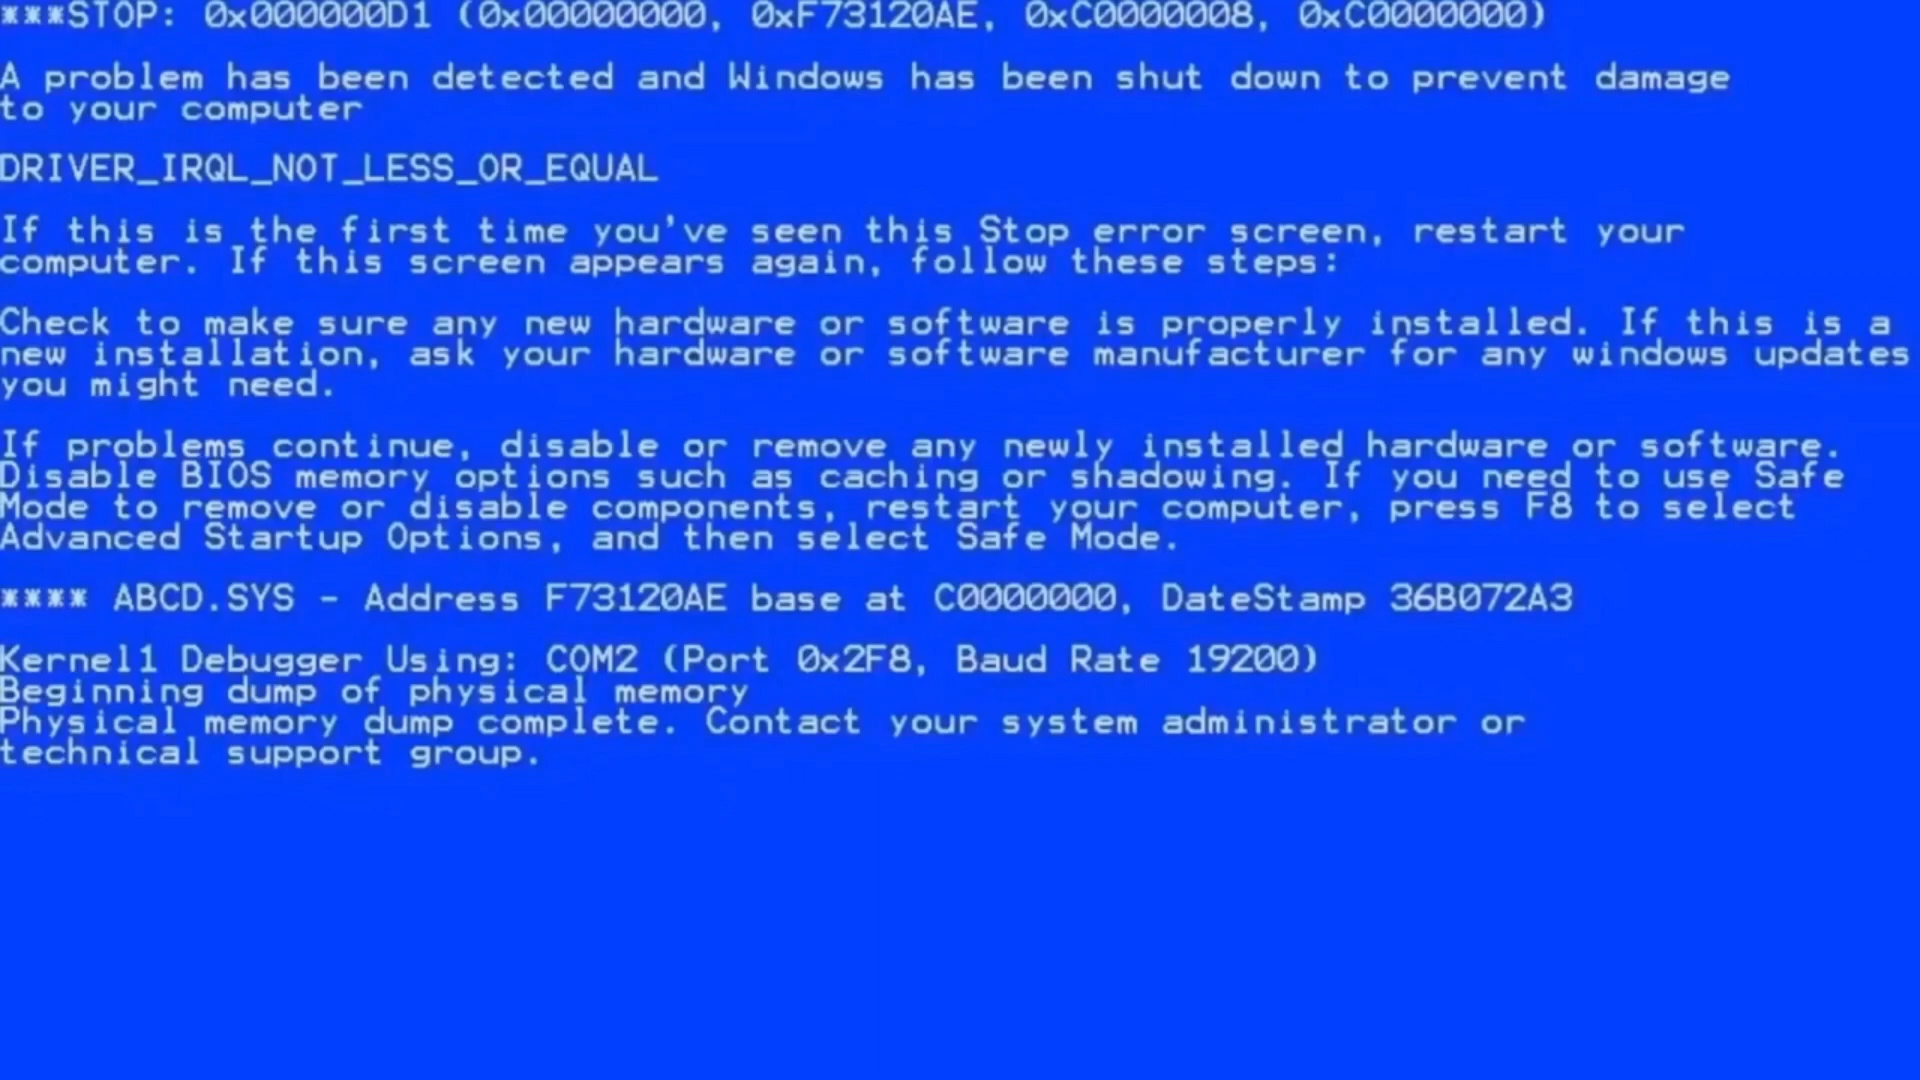 ***STOP: 0x000000D1 (0x00000000, 0xF73120AE, 0xC0000008, 0xC0000000)
A problem has been detected and Windows has been shut down to prevent damage
to your computer
DRIVER_IRQL_NOT_LESS_OR_EQUAL
If this is the first time you've seen this Stop error screen, restart your
computer. If this screen appears again, follow these steps:
Check to make sure any new hardware or software is properly installed. If this is a
new installation, ask your hardware or software manufacturer for any windows updates
you might need.
If problems continue, disable or remove any newly installed hardware or software.
Disable BIOS memory options such as caching or shadowing. If you need to use Safe
Mode to remove or disable components, restart your computer, press F8 to select
Advanced Startup Options, and then select Safe Mode.
**** ABCD.SYS - Address F73120AE base at C0000000, DateStamp 36B072A3
Kernel1 Debugger Using: COM2 (Port 0x2F8, Baud Rate 19200)
Beginning dump of physical memory
Physical memory dump complete. Contact your system administrator or
technical support group.